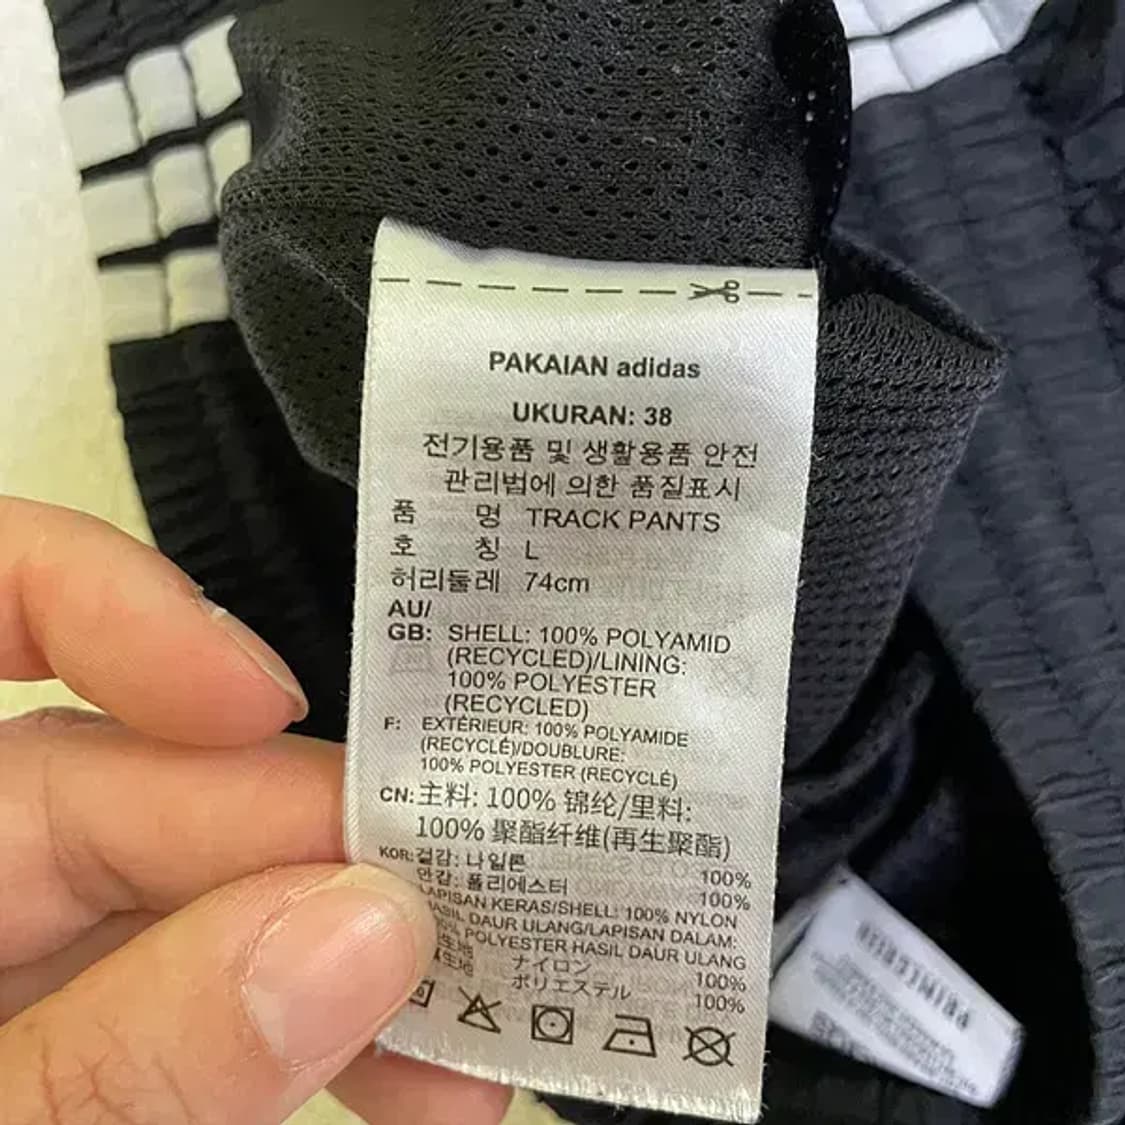 PAKAIAN adidas
UKURAN: 38
전기용품 및 생활용품 안전
관리법에 의한 품질표시
품 명 TRACK PANTS
호 칭 L
허리둘레 74cm
AU/
GB: SHELL: 100% POLYAMID
(RECYCLED)/LINING:
100% POLYESTER
(RECYCLED)
F: EXTÉRIEUR: 100% POLYAMIDE
(RECYCLÉ)/DOUBLURE:
100% POLYESTER (RECYCLÉ)
CN: 主料: 100% 锦纶/里料:
100% 聚酯纤维(再生聚酯)
KOR: 겉감: 나일론 100%
안감: 폴리에스터 100%
LAPISAN KERAS/SHELL: 100% NYLON
HASIL DAUR ULANG/LAPISAN DALAM:
POLYESTER HASIL DAUR ULANG
生地 ナイロン 100%
生地 ポリエステル 100%